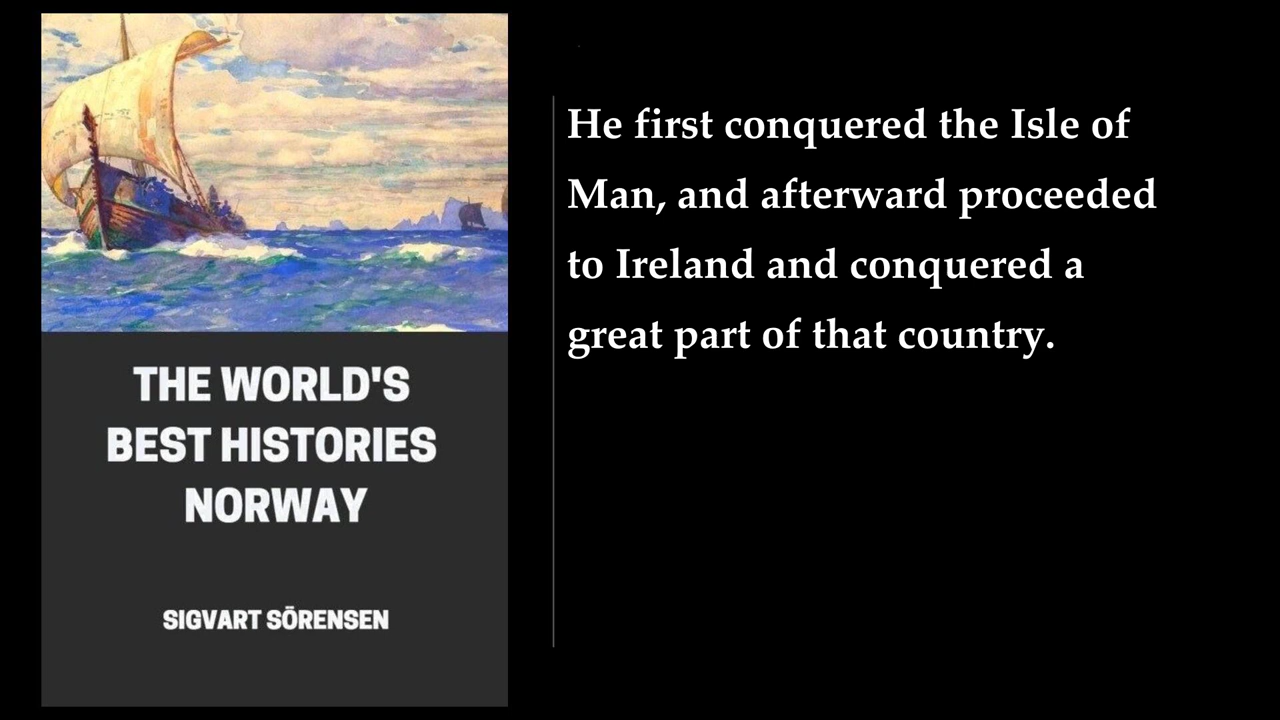 THE WORLD'S
BEST HISTORIES
NORWAY
SIGVART SÖRENSEN
He first conquered the Isle of
Man, and afterward proceeded
to Ireland and conquered a
great part of that country.